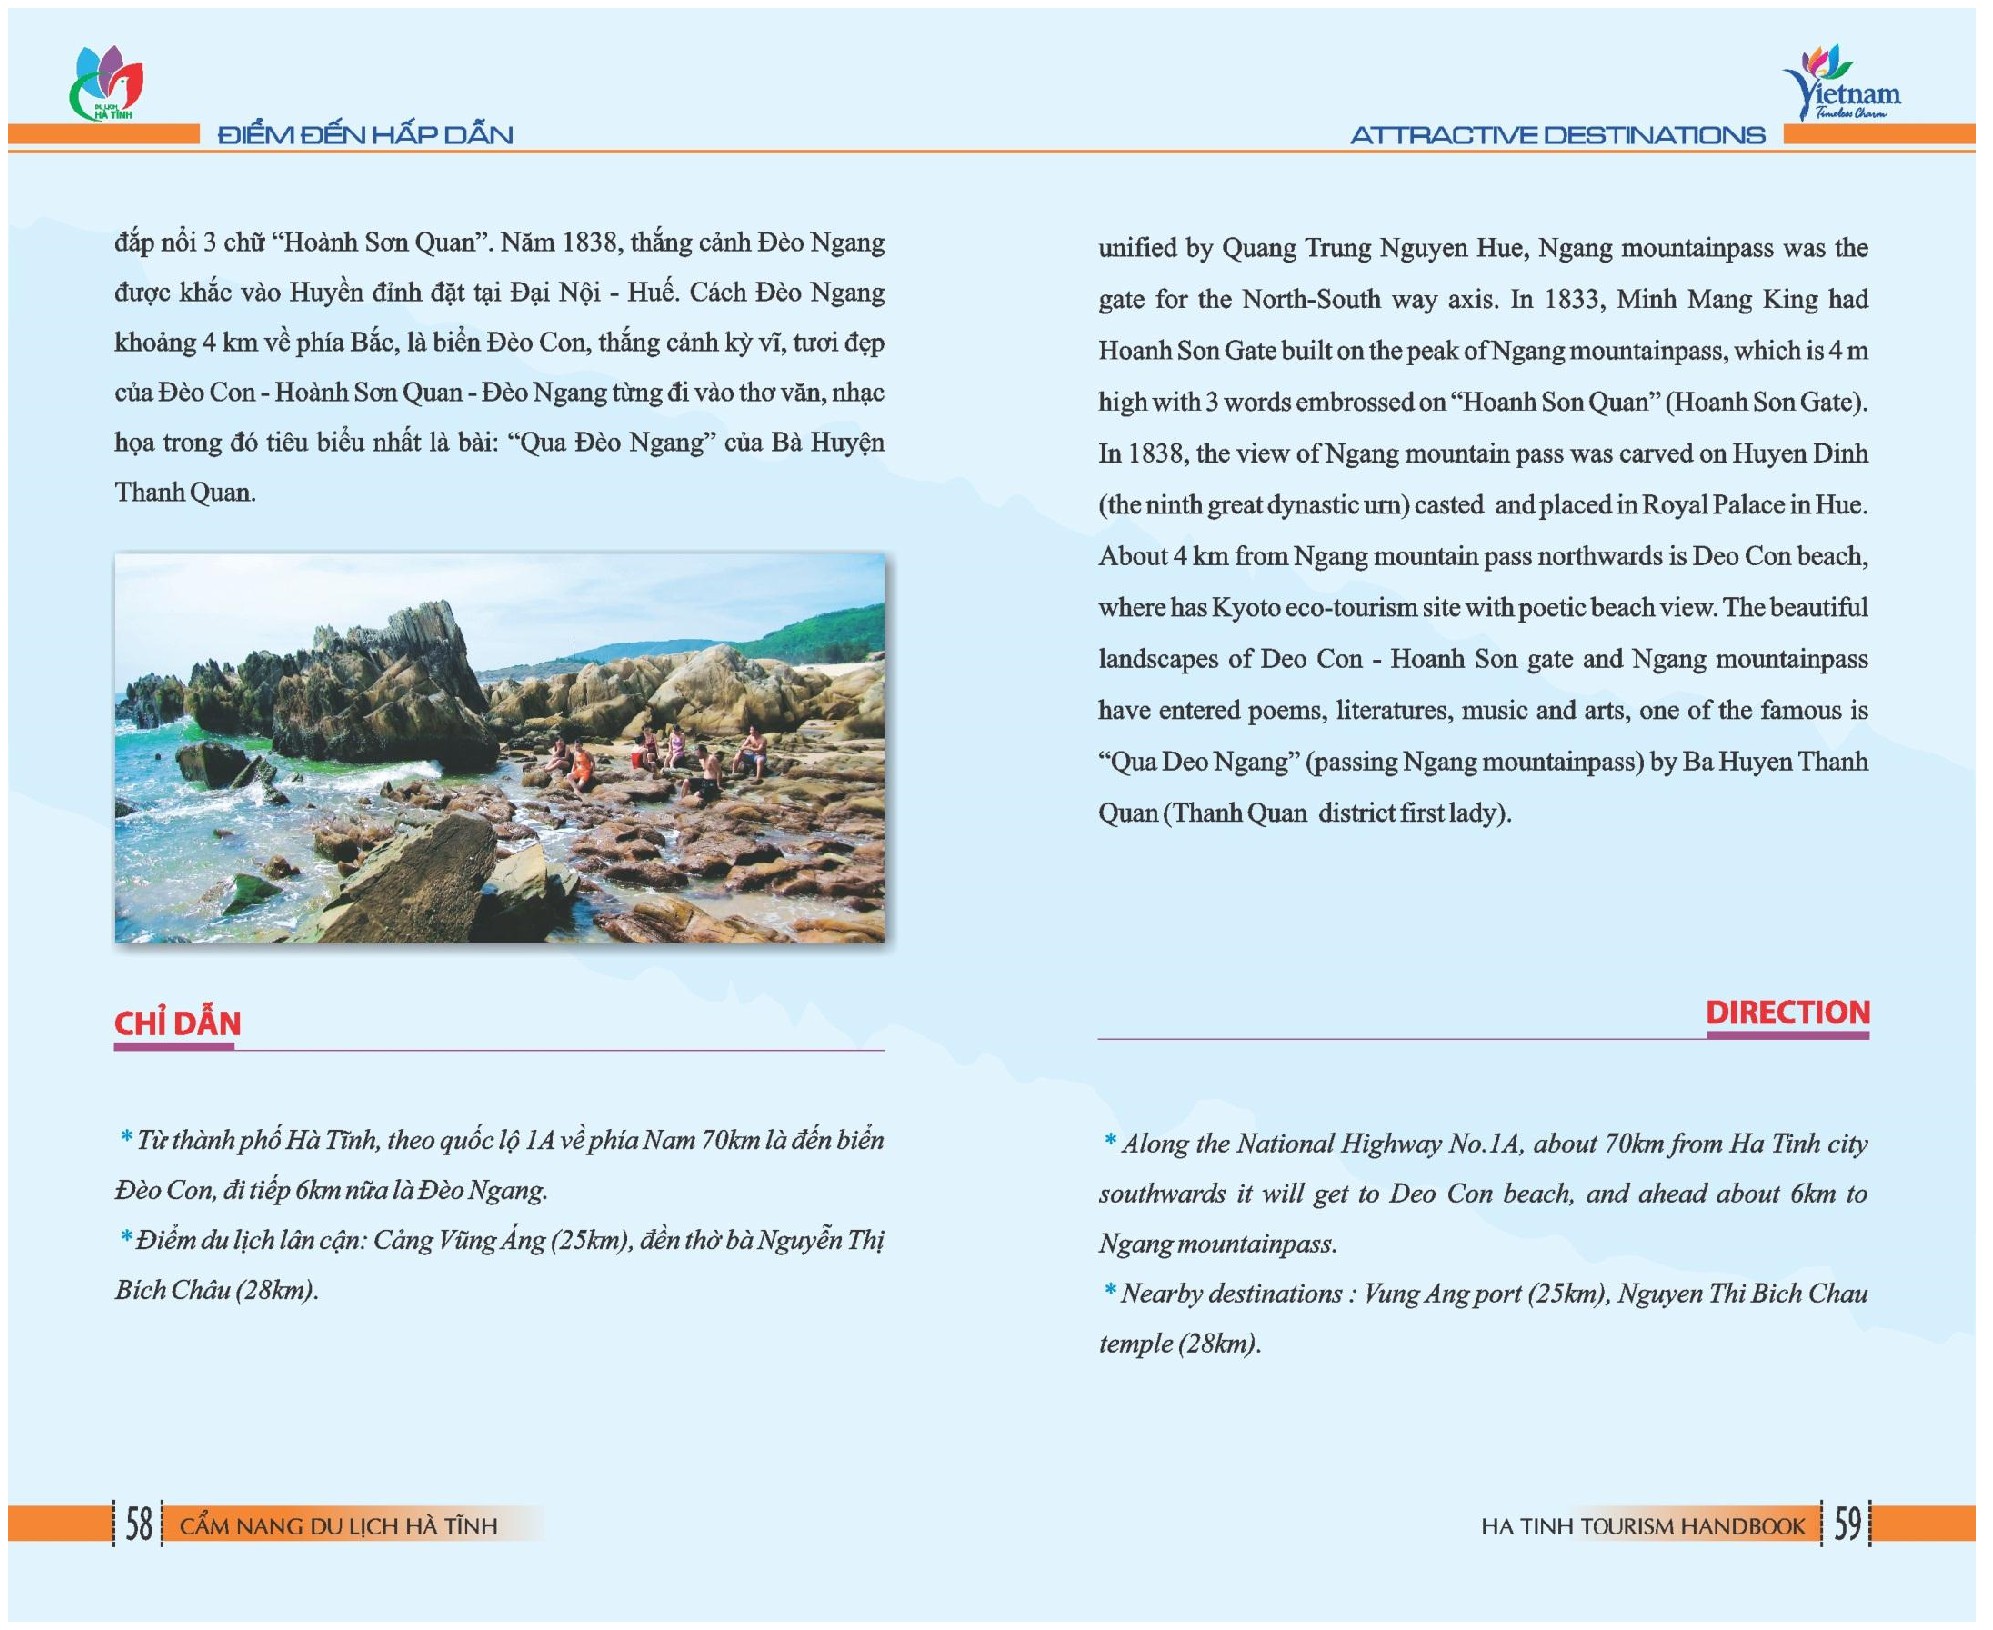 DU LỊCH
HÀ TĨNH
ĐIỂM ĐẾN HẤP DẪN
đắp nổi 3 chữ “Hoành Sơn Quan”. Năm 1838, thắng cảnh Đèo Ngang
được khắc vào Huyền đỉnh đặt tại Đại Nội - Huế. Cách Đèo Ngang
khoảng 4 km về phía Bắc, là biển Đèo Con, thắng cảnh kỳ vĩ, tươi đẹp
của Đèo Con - Hoành Sơn Quan - Đèo Ngang từng đi vào thơ văn, nhạc
họa trong đó tiêu biểu nhất là bài: “Qua Đèo Ngang” của Bà Huyện
Thanh Quan.
CHỈ DẪN
* Từ thành phố Hà Tĩnh, theo quốc lộ 1A về phía Nam 70km là đến biển
Đèo Con, đi tiếp 6km nữa là Đèo Ngang.
* Điểm du lịch lân cận: Cảng Vũng Áng (25km), đền thờ bà Nguyễn Thị
Bích Châu (28km).
58 CẨM NANG DU LỊCH HÀ TĨNH
Vietnam
Timeless Charm
ATTRACTIVE DESTINATIONS
unified by Quang Trung Nguyen Hue, Ngang mountainpass was the
gate for the North-South way axis. In 1833, Minh Mang King had
Hoanh Son Gate built on the peak of Ngang mountainpass, which is 4 m
high with 3 words embrossed on “Hoanh Son Quan” (Hoanh Son Gate).
In 1838, the view of Ngang mountain pass was carved on Huyen Dinh
(the ninth great dynastic urn) casted and placed in Royal Palace in Hue.
About 4 km from Ngang mountain pass northwards is Deo Con beach,
where has Kyoto eco-tourism site with poetic beach view. The beautiful
landscapes of Deo Con - Hoanh Son gate and Ngang mountainpass
have entered poems, literatures, music and arts, one of the famous is
“Qua Deo Ngang” (passing Ngang mountainpass) by Ba Huyen Thanh
Quan (Thanh Quan district first lady).
DIRECTION
* Along the National Highway No.1A, about 70km from Ha Tinh city
southwards it will get to Deo Con beach, and ahead about 6km to
Ngang mountainpass.
* Nearby destinations : Vung Ang port (25km), Nguyen Thi Bich Chau
temple (28km).
HA TINH TOURISM HANDBOOK 59